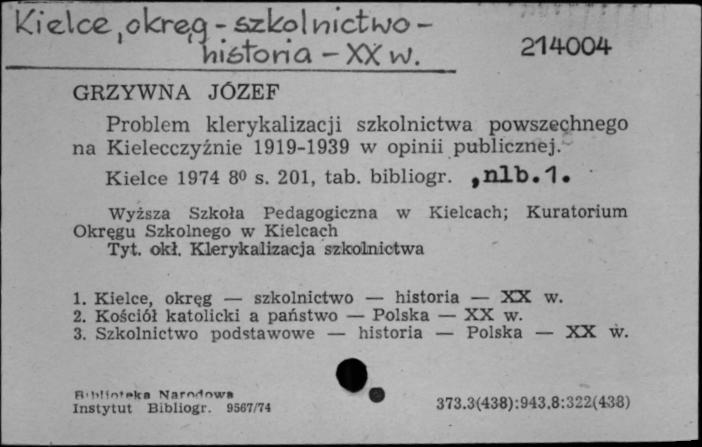 Kielce, okręg - szkolnictwo -
historia - XX w.
214004
GRZYWNA JÓZEF
Problem klerykalizacji szkolnictwa powszechnego
na Kielecczyźnie 1919-1939 w opinii publicznej.
Kielce 1974 8⁰ s. 201, tab. bibliogr. ,nlb.1.
Wyższa Szkoła Pedagogiczna w Kielcach; Kuratorium
Okręgu Szkolnego w Kielcach
Tyt. okł. Klerykalizacja szkolnictwa
1. Kielce, okręg — szkolnictwo — historia — XX w.
2. Kościół katolicki a państwo — Polska — XX w.
3. Szkolnictwo podstawowe — historia — Polska — XX w.
Biblioteka Narodowa
Instytut Bibliogr. 9567/74
373.3(438):943.8:322(438)